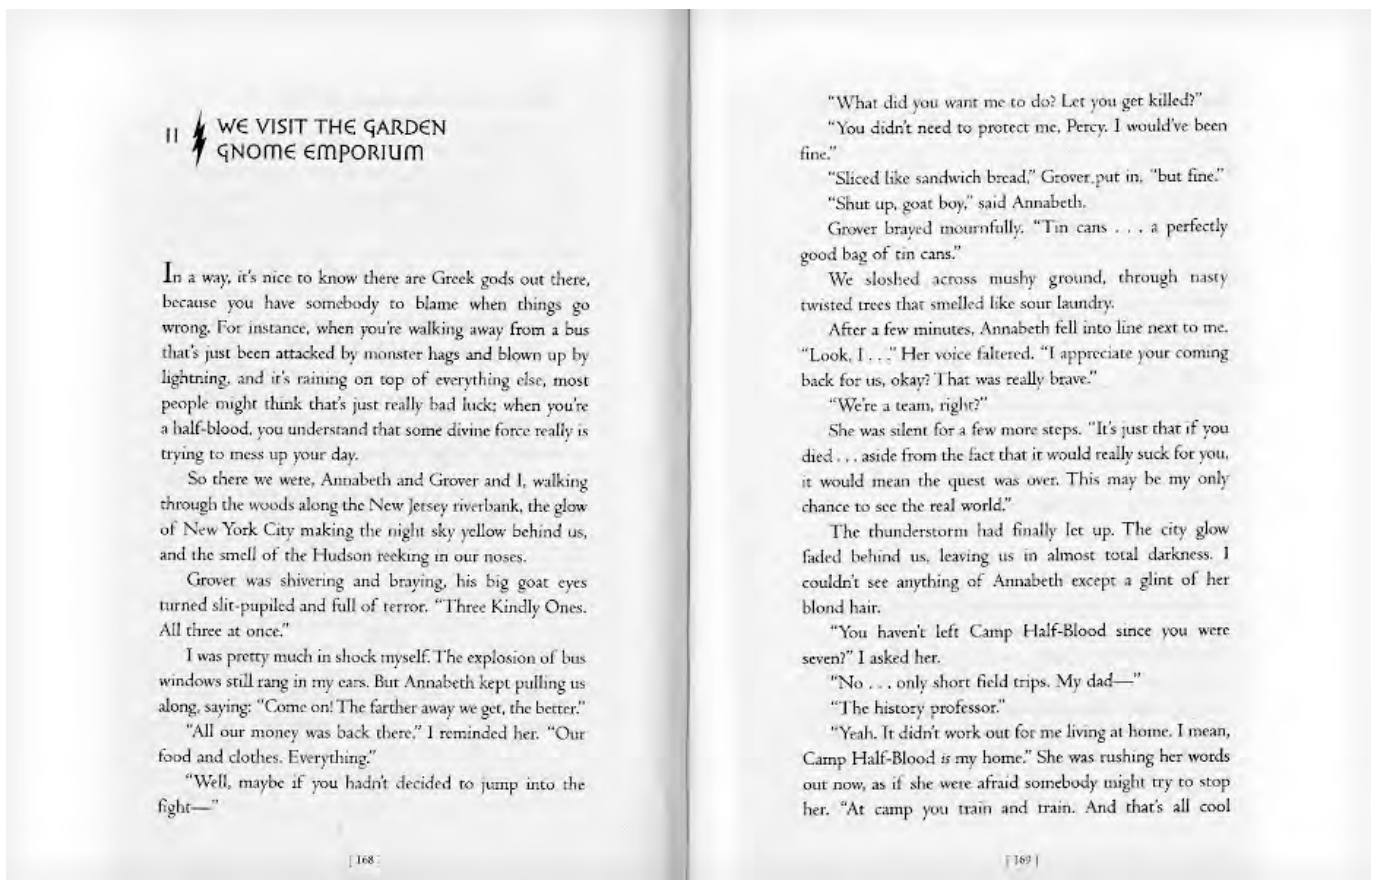 11 WE VISIT THE GARDEN
GNOME EMPORIUM
In a way, it's nice to know there are Greek gods out there,
because you have somebody to blame when things go
wrong. For instance, when you're walking away from a bus
that's just been attacked by monster hags and blown up by
lightning, and it's raining on top of everything else, most
people might think that's just really bad luck; when you're
a half-blood, you understand that some divine force really is
trying to mess up your day.
So there we were, Annabeth and Grover and I, walking
through the woods along the New Jersey riverbank, the glow
of New York City making the night sky yellow behind us,
and the smell of the Hudson reeking in our noses.
Grover was shivering and braying, his big goat eyes
turned slit-pupiled and full of terror. "Three Kindly Ones.
All three at once."
I was pretty much in shock myself. The explosion of bus
windows still rang in my ears. But Annabeth kept pulling us
along, saying: "Come on! The farther away we get, the better."
"All our money was back there," I reminded her. "Our
food and clothes. Everything."
"Well, maybe if you hadn't decided to jump into the
fight—"
[ 168 ]
"What did you want me to do? Let you get killed?"
"You didn't need to protect me, Percy. I would've been
fine."
"Sliced like sandwich bread," Grover put in, "but fine."
"Shut up, goat boy," said Annabeth.
Grover brayed mournfully. "Tin cans . . . a perfectly
good bag of tin cans."
We sloshed across mushy ground, through nasty
twisted trees that smelled like sour laundry.
After a few minutes, Annabeth fell into line next to me.
"Look, I . . ." Her voice faltered. "I appreciate your coming
back for us, okay? That was really brave."
"We're a team, right?"
She was silent for a few more steps. "It's just that if you
died . . . aside from the fact that it would really suck for you,
it would mean the quest was over. This may be my only
chance to see the real world."
The thunderstorm had finally let up. The city glow
faded behind us, leaving us in almost total darkness. I
couldn't see anything of Annabeth except a glint of her
blond hair.
"You haven't left Camp Half-Blood since you were
seven?" I asked her.
"No . . . only short field trips. My dad—"
"The history professor."
"Yeah. It didn't work out for me living at home. I mean,
Camp Half-Blood is my home." She was rushing her words
out now, as if she were afraid somebody might try to stop
her. "At camp you train and train. And that's all cool
[ 169 ]